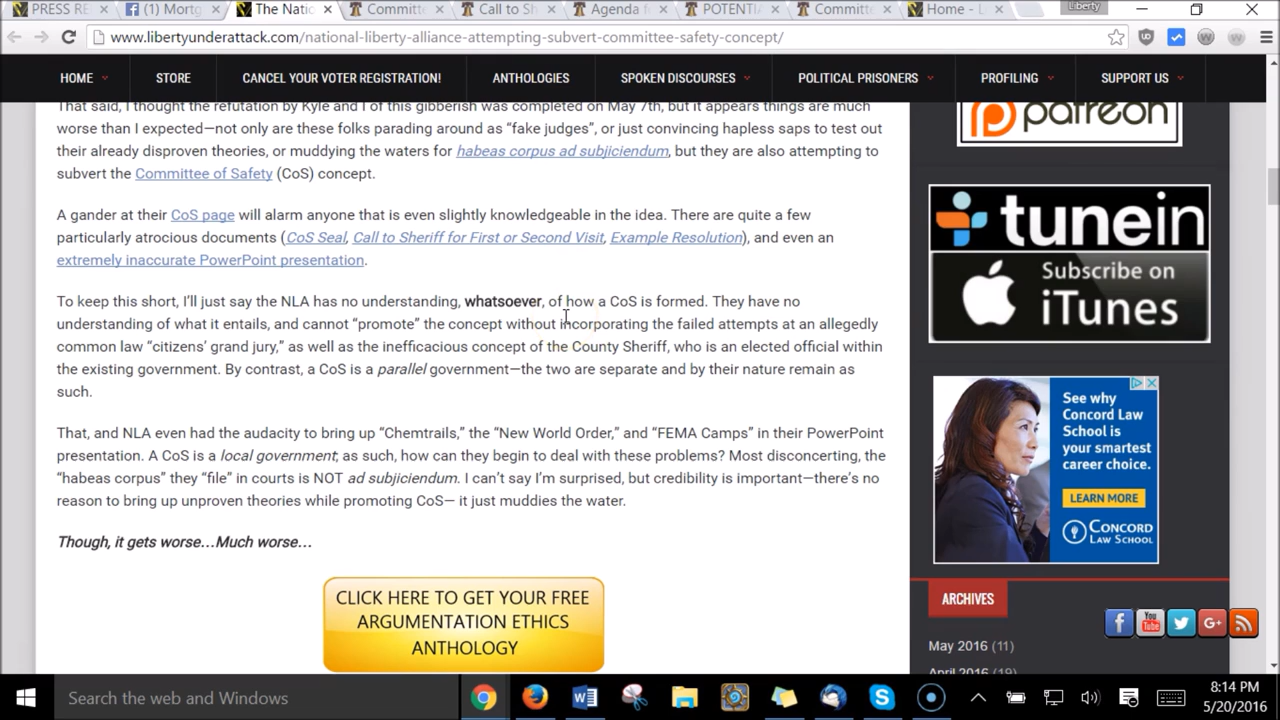 PRESS RE
(1) Mortg
The Natio
Committe
Call to Sh
Agenda fo
POTENTIA
Committe
Home - L
Liberty
www.libertyunderattack.com/national-liberty-alliance-attempting-subvert-committee-safety-concept/
HOME STORE CANCEL YOUR VOTER REGISTRATION! ANTHOLOGIES SPOKEN DISCOURSES POLITICAL PRISONERS PROFILING SUPPORT US
That said, I thought the refutation by Kyle and I of this gibberish was completed on May 7th, but it appears things are much
worse than I expected—not only are these folks parading around as “fake judges”, or just convincing hapless saps to test out
their already disproven theories, or muddying the waters for habeas corpus ad subjiciendum, but they are also attempting to
subvert the Committee of Safety (CoS) concept.
A gander at their CoS page will alarm anyone that is even slightly knowledgeable in the idea. There are quite a few
particularly atrocious documents (CoS Seal, Call to Sheriff for First or Second Visit, Example Resolution), and even an
extremely inaccurate PowerPoint presentation.
To keep this short, I’ll just say the NLA has no understanding, whatsoever, of how a CoS is formed. They have no
understanding of what it entails, and cannot “promote” the concept without incorporating the failed attempts at an allegedly
common law “citizens’ grand jury,” as well as the inefficacious concept of the County Sheriff, who is an elected official within
the existing government. By contrast, a CoS is a parallel government—the two are separate and by their nature remain as
such.
That, and NLA even had the audacity to bring up “Chemtrails,” the “New World Order,” and “FEMA Camps” in their PowerPoint
presentation. A CoS is a local government; as such, how can they begin to deal with these problems? Most disconcerting, the
“habeas corpus” they “file” in courts is NOT ad subjiciendum. I can’t say I’m surprised, but credibility is important—there’s no
reason to bring up unproven theories while promoting CoS— it just muddies the water.
Though, it gets worse…Much worse…
CLICK HERE TO GET YOUR FREE
ARGUMENTATION ETHICS
ANTHOLOGY
patreon
tunein
Subscribe on
iTunes
See why
Concord Law
School is
your smartest
career choice.
LEARN MORE
CONCORD
LAW SCHOOL
ARCHIVES
May 2016 (11)
April 2016 (19)
Search the web and Windows
8:14 PM
5/20/2016